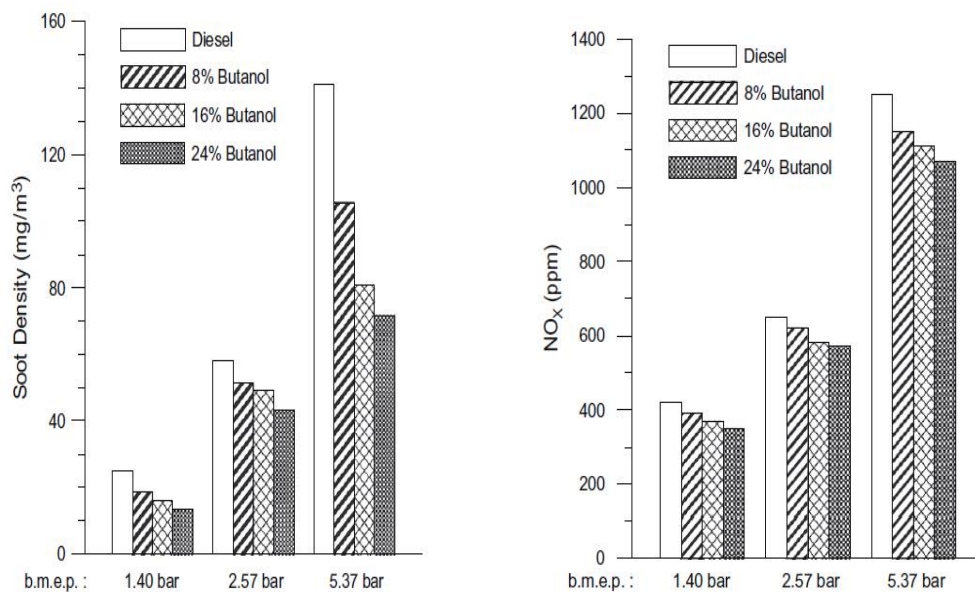 Soot Density (mg/m³)
160
120
80
40
0
Diesel
8% Butanol
16% Butanol
24% Butanol
b.m.e.p. : 1.40 bar 2.57 bar 5.37 bar
NOX (ppm)
1400
1200
1000
800
600
400
200
0
Diesel
8% Butanol
16% Butanol
24% Butanol
b.m.e.p. : 1.40 bar 2.57 bar 5.37 bar